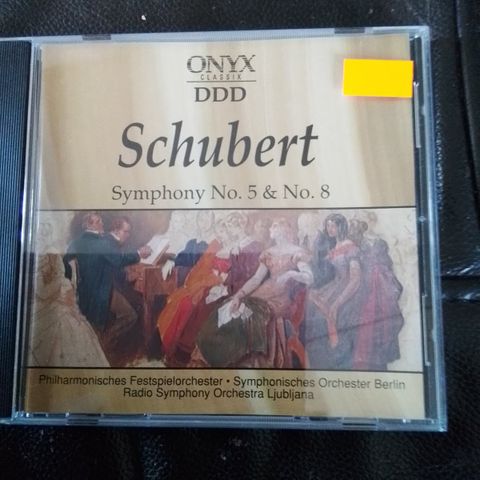 ONYX
CLASSIK
DDD
Schubert
Symphony No. 5 & No. 8
Philharmonisches Festspielorchester • Symphonisches Orchester Berlin
Radio Symphony Orchestra Ljubljana